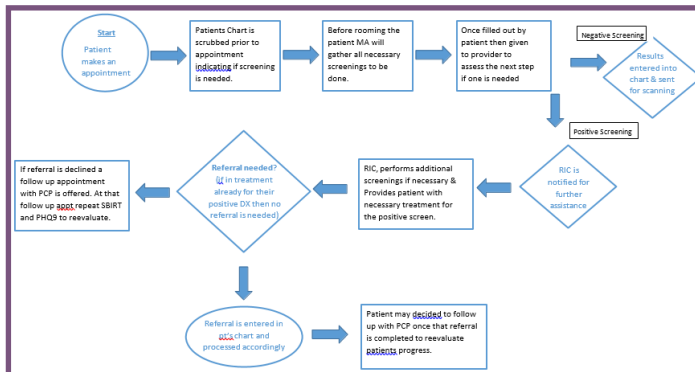 Start
Patient
makes an
appointment
Patients Chart is
scrubbed prior to
appointment
indicating if screening
is needed.
Before rooming the
patient MA will
gather all necessary
screenings to be
done.
Once filled out by
patient then given
to provider to
assess the next step
if one is needed
Negative Screening
Results
entered into
chart & sent
for scanning
Positive Screening
RIC is
notified for
further
assistance
RIC, performs additional
screenings if necessary &
Provides patient with
necessary treatment for
the positive screen.
Referral needed?
(if in treatment
already for their
positive DX then no
referral is needed)
If referral is declined a
follow up appointment
with PCP is offered. At that
follow up appt repeat SBIRT
and PHQ9 to reevaluate.
Referral is entered in
pt's chart and
processed accordingly
Patient may decided to follow
up with PCP once that referral
is completed to reevaluate
patients progress.